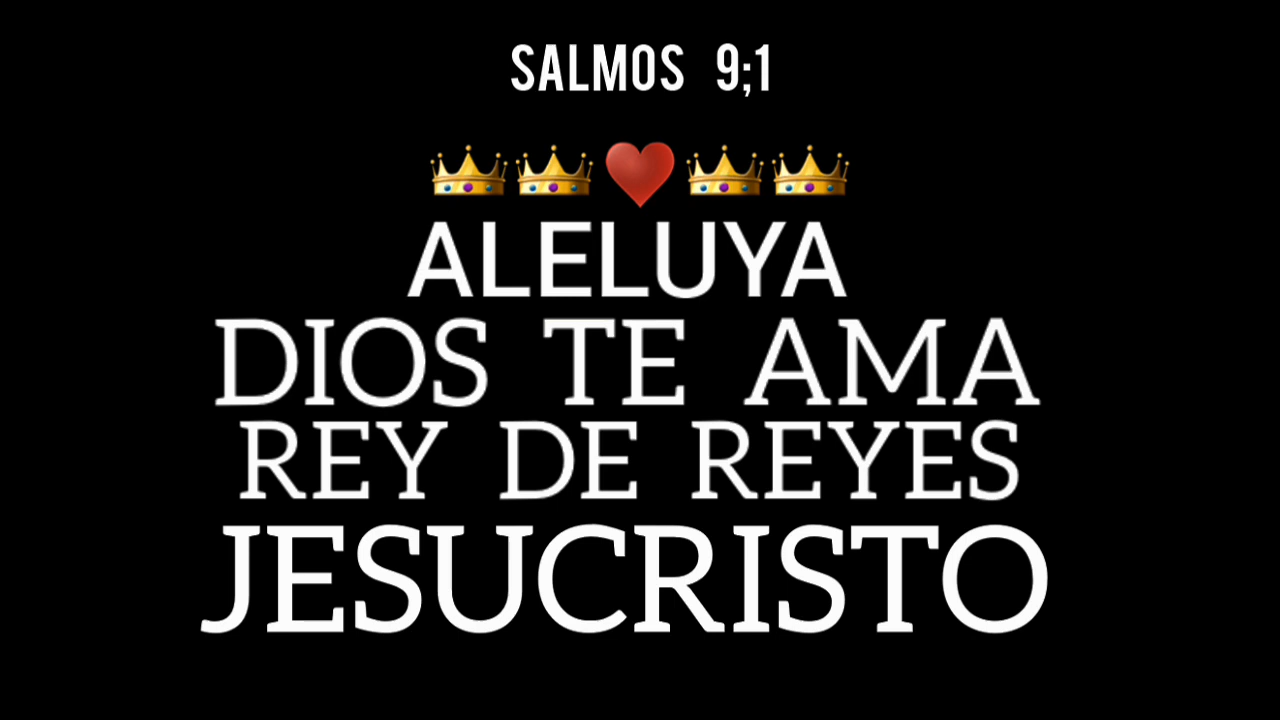 SALMOS 9;1
ALELUYA
DIOS TE AMA
REY DE REYES
JESUCRISTO